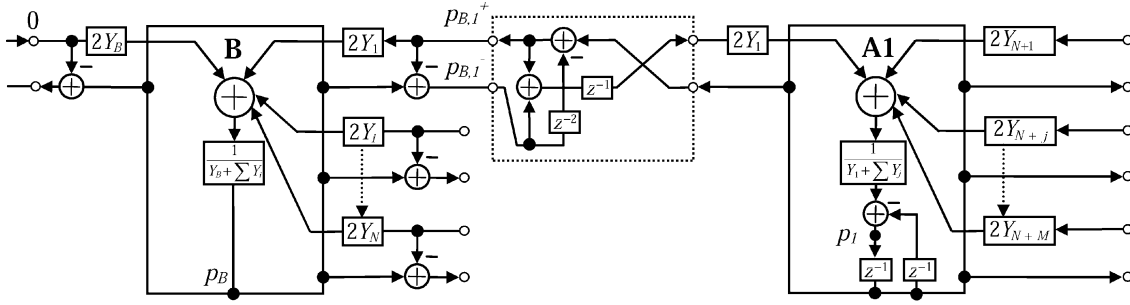 0
2Y_B
B
2Y_1
p_{B,1}^+
2Y_1
A1
2Y_{N+1}
p_{B,1}^-
z^{-1}
z^{-2}
2Y_i
2Y_{N+j}
1
Y_B+∑Y_i
1
Y_1+∑Y_j
2Y_N
p_1
2Y_{N+M}
p_B
z^{-1}
z^{-1}